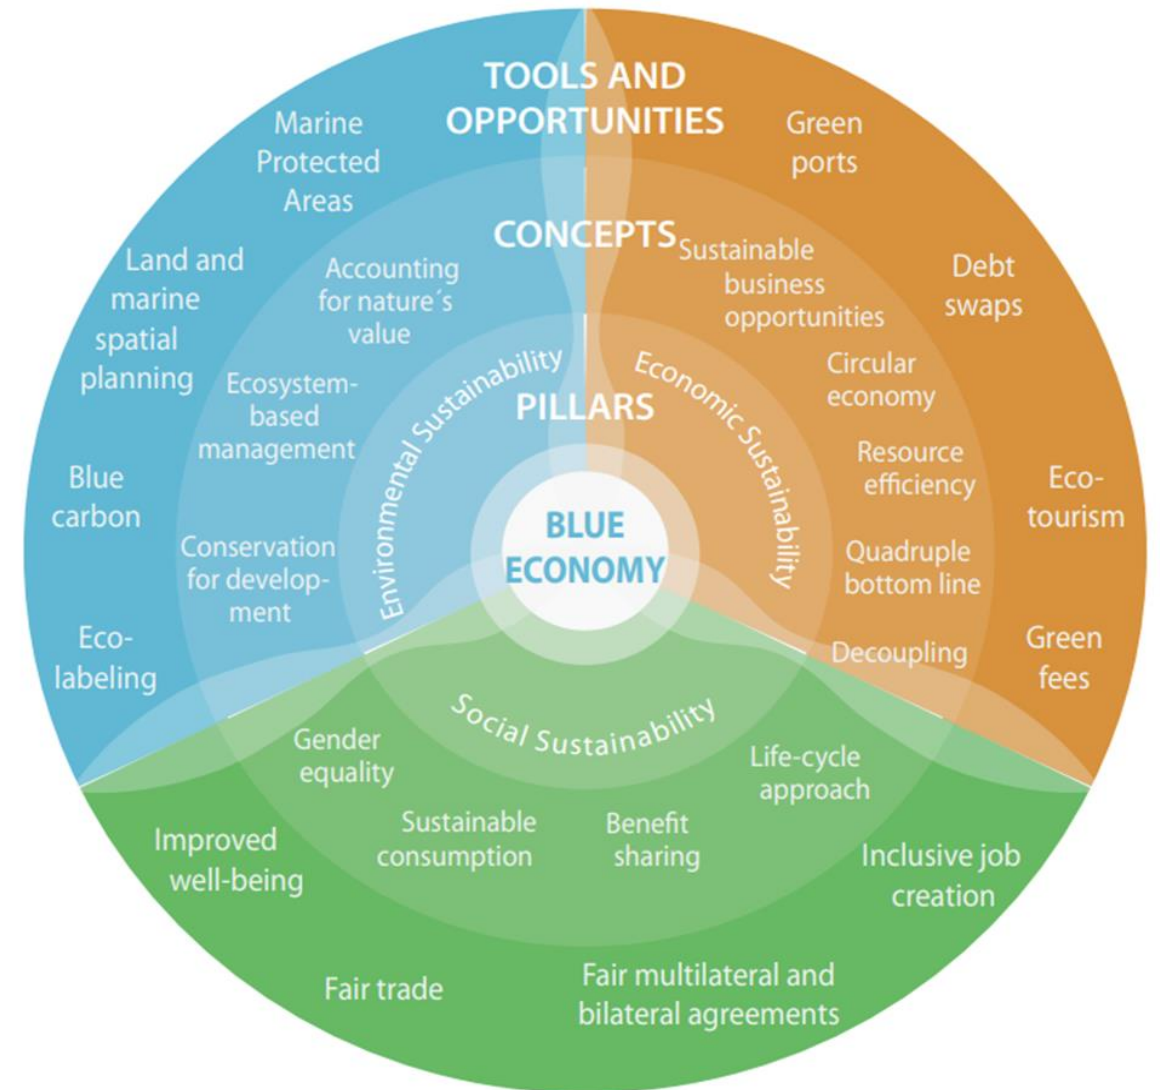 TOOLS AND
OPPORTUNITIES
Marine
Protected
Areas
Land and
marine
spatial
planning
Blue
carbon
Eco-
labeling
Green
ports
Debt
swaps
Eco-
tourism
Green
fees
CONCEPTS
Accounting
for nature´s
value
Ecosystem-
based
management
Conservation
for develop-
ment
Sustainable
business
opportunities
Circular
economy
Resource
efficiency
Quadruple
bottom line
Decoupling
PILLARS
Environmental Sustainability
Economic Sustainability
BLUE
ECONOMY
Social Sustainability
Gender
equality
Sustainable
consumption
Benefit
sharing
Life-cycle
approach
Improved
well-being
Fair trade
Fair multilateral and
bilateral agreements
Inclusive job
creation